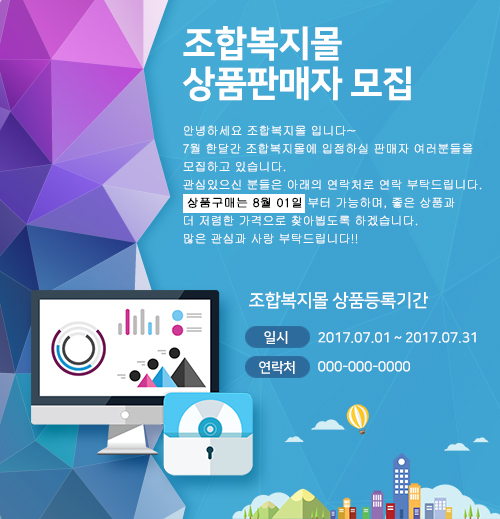 조합복지몰
상품판매자 모집
안녕하세요 조합복지몰 입니다~
7월 한달간 조합복지몰에 입점하실 판매자 여러분들을
모집하고 있습니다.
관심있으신 분들은 아래의 연락처로 연락 부탁드립니다.
상품구매는 8월 01일 부터 가능하며, 좋은 상품과
더 저렴한 가격으로 찾아뵙도록 하겠습니다.
많은 관심과 사랑 부탁드립니다!!
조합복지몰 상품등록기간
일시 2017.07.01 ~ 2017.07.31
연락처 000-000-0000